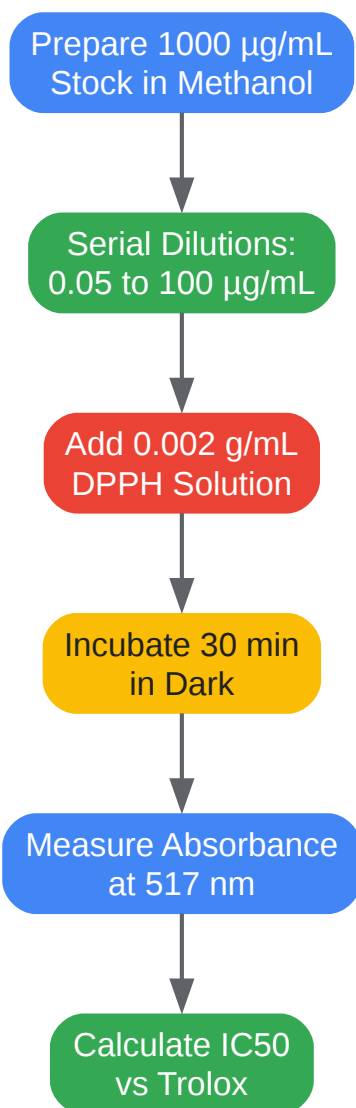 Prepare 1000 µg/mL
Stock in Methanol
Serial Dilutions:
0.05 to 100 µg/mL
Add 0.002 g/mL
DPPH Solution
Incubate 30 min
in Dark
Measure Absorbance
at 517 nm
Calculate IC50
vs Trolox